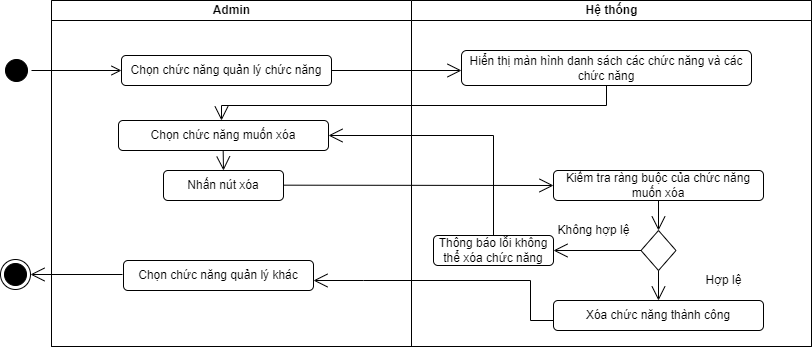 Admin
Hệ thống
Chọn chức năng quản lý chức năng
Hiển thị màn hình danh sách các chức năng và các
chức năng
Chọn chức năng muốn xóa
Nhấn nút xóa
Kiểm tra ràng buộc của chức năng
muốn xóa
Không hợp lệ
Thông báo lỗi không
thể xóa chức năng
Chọn chức năng quản lý khác
Hợp lệ
Xóa chức năng thành công